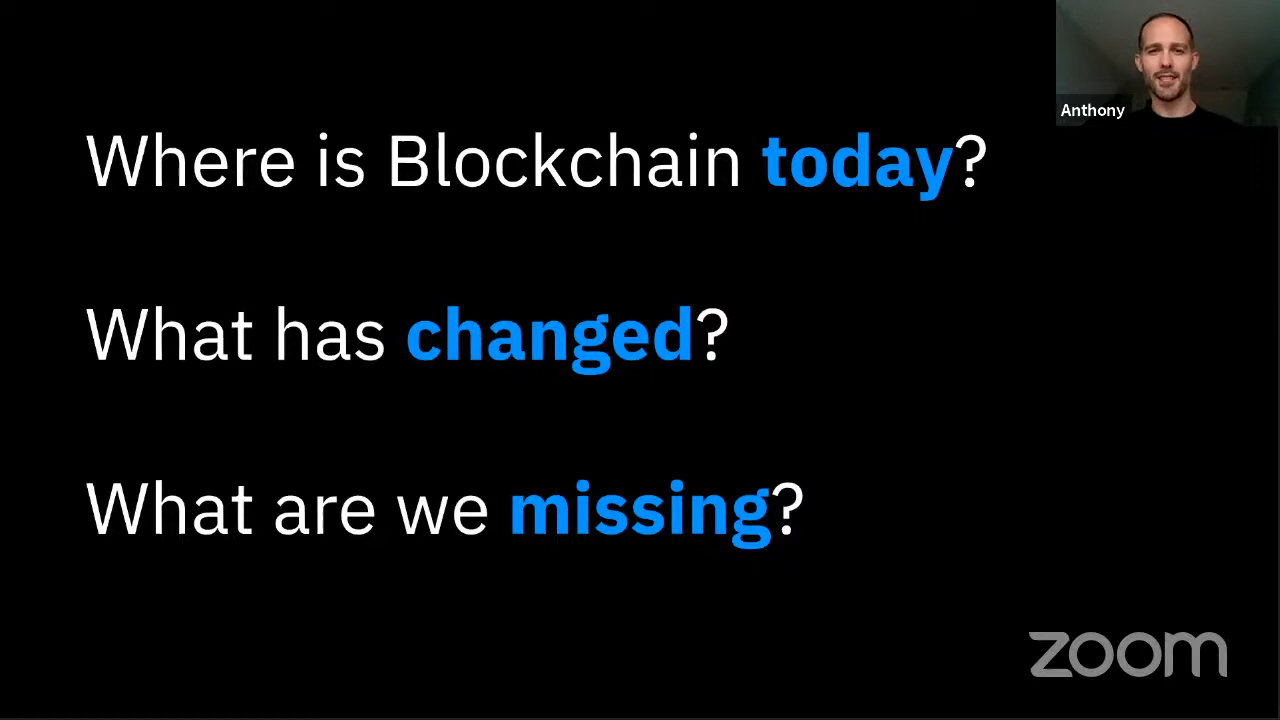 Anthony
Where is Blockchain today?
What has changed?
What are we missing?
zoom